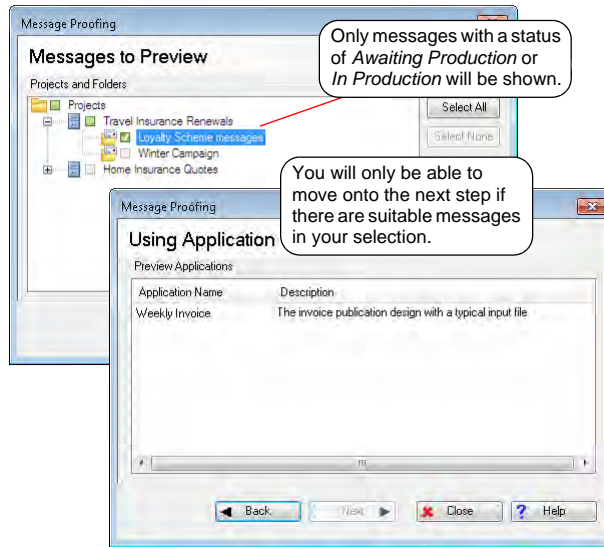 Message Proofing
Messages to Preview
Only messages with a status
of Awaiting Production or
In Production will be shown.
Projects and Folders
Projects
Travel Insurance Renewals
Loyalty Scheme messages
Winter Campaign
Home Insurance Quotes
Select All
Select None
You will only be able to
move onto the next step if
there are suitable messages
in your selection.
Message Proofing
Using Application
Preview Applications
Application Name Description
Weekly Invoice The invoice publication design with a typical input file
Back Next Close ? Help